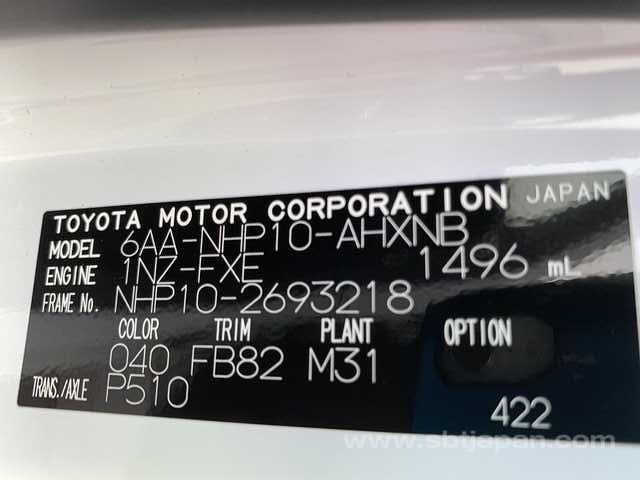 TOYOTA MOTOR CORPORATION JAPAN
MODEL 6AA-NHP10-AHXNB
ENGINE 1NZ-FXE 1496 mL
FRAME No. NHP10-2693218
COLOR TRIM PLANT OPTION
040 FB82 M31
TRANS./AXLE P510
422
www.sbtjapan.com